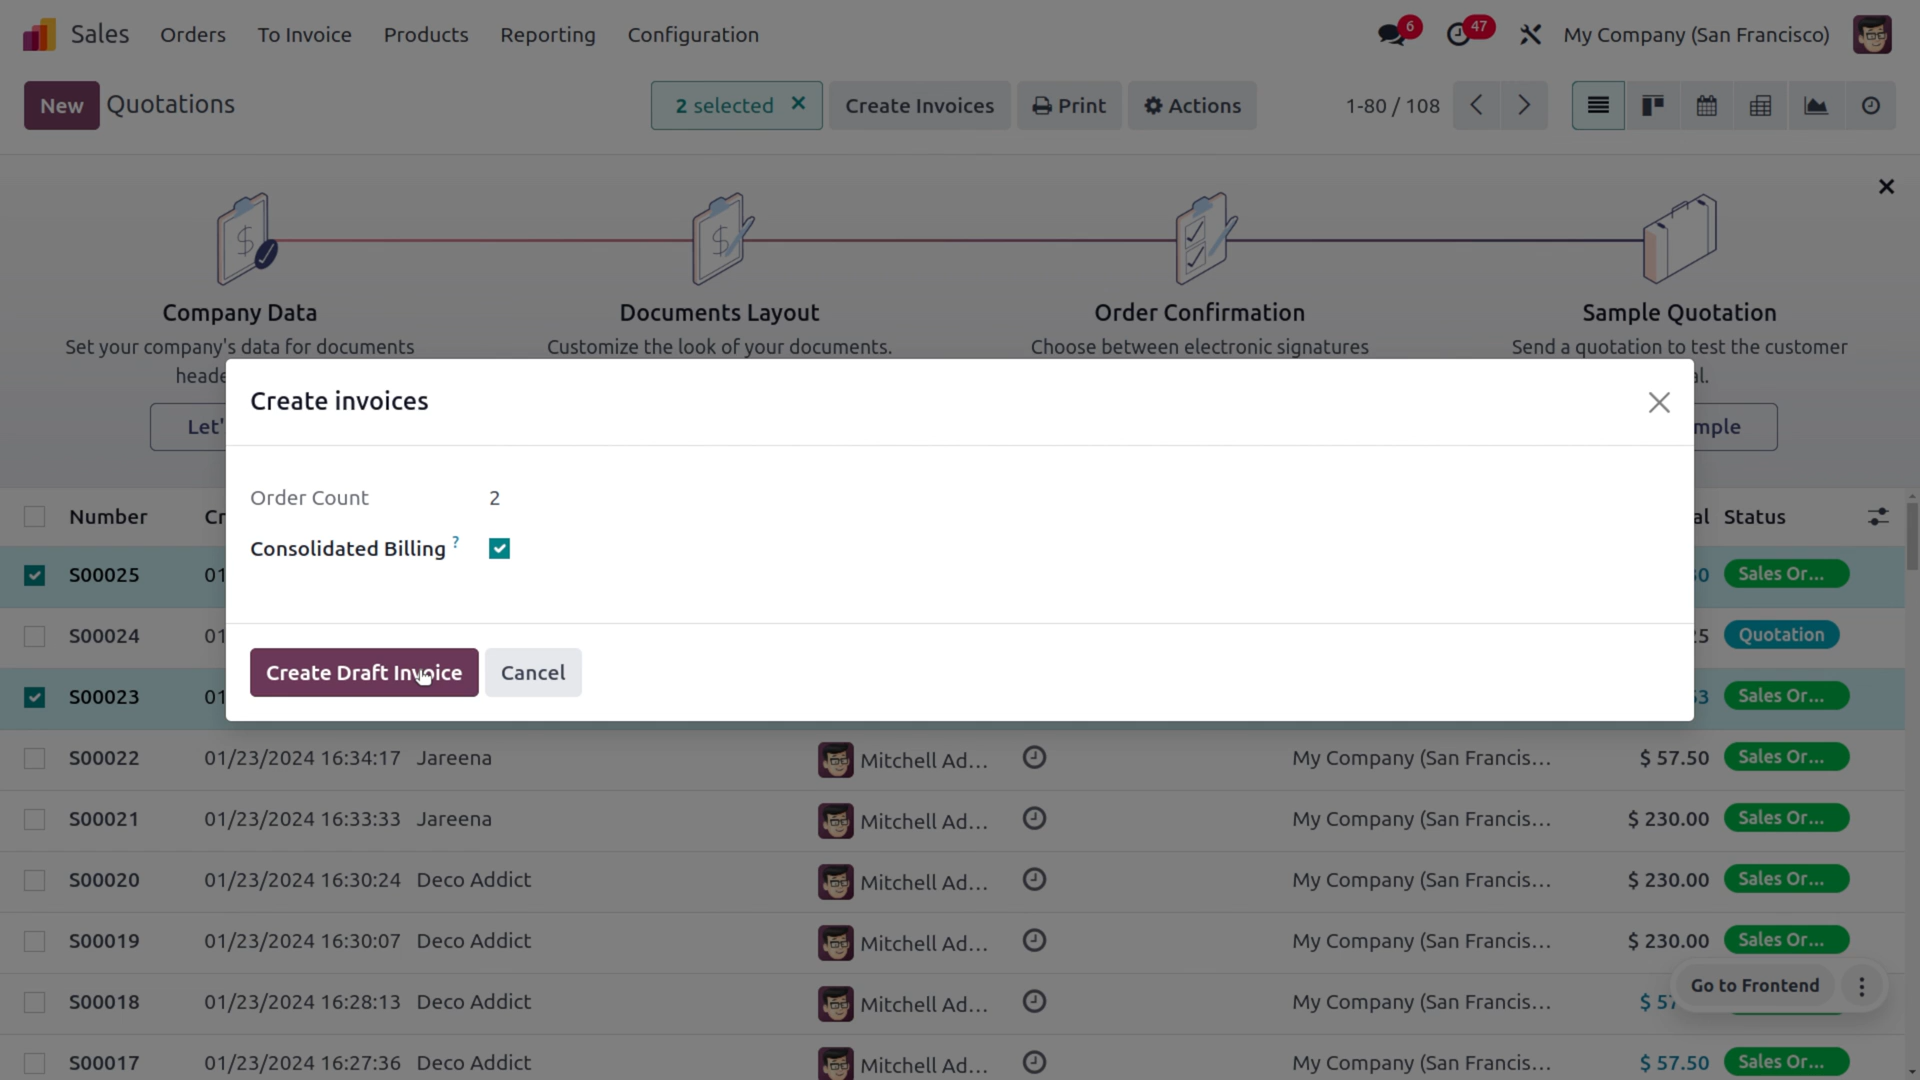 Sales Orders To Invoice Products Reporting Configuration 6 47 My Company (San Francisco)
New Quotations 2 selected Create Invoices Print Actions 1-80 / 108
Company Data Documents Layout Order Confirmation Sample Quotation
Set your company's data for documents Customize the look of your documents. Choose between electronic signatures Send a quotation to test the customer
Create invoices
Order Count 2
Consolidated Billing ?
Create Draft Invoice Cancel
Number Status
S00025 01 Sales Or...
S00024 01 Quotation
S00023 01 Sales Or...
S00022 01/23/2024 16:34:17 Jareena Mitchell Ad... My Company (San Francis... $ 57.50 Sales Or...
S00021 01/23/2024 16:33:33 Jareena Mitchell Ad... My Company (San Francis... $ 230.00 Sales Or...
S00020 01/23/2024 16:30:24 Deco Addict Mitchell Ad... My Company (San Francis... $ 230.00 Sales Or...
S00019 01/23/2024 16:30:07 Deco Addict Mitchell Ad... My Company (San Francis... $ 230.00 Sales Or...
Go to Frontend
S00018 01/23/2024 16:28:13 Deco Addict Mitchell Ad... My Company (San Francis... $ 57
S00017 01/23/2024 16:27:36 Deco Addict Mitchell Ad... My Company (San Francis... $ 57.50 Sales Or...